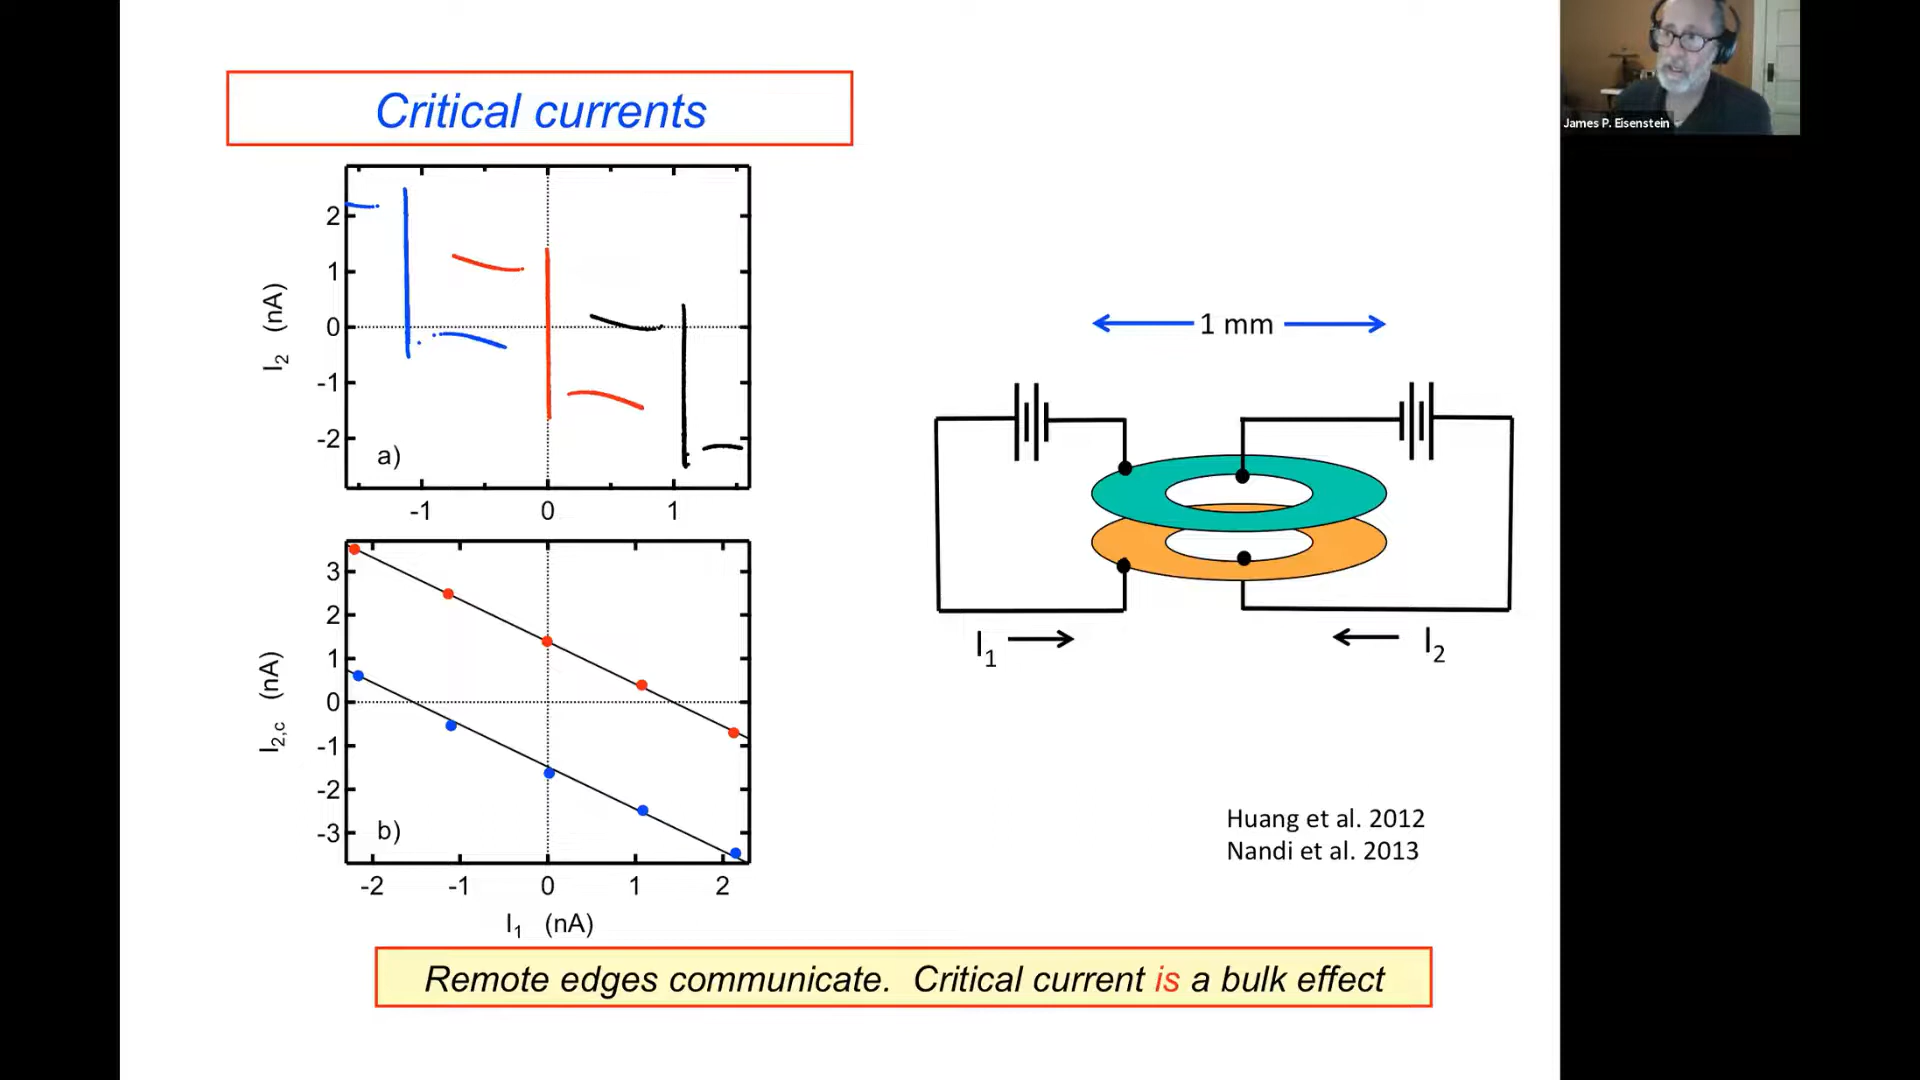 Critical currents
James P. Eisenstein
2
1
0
-1
-2
I2 (nA)
a)
-1 0 1
3
2
1
0
-1
-2
-3
I2,c (nA)
b)
-2 -1 0 1 2
I1 (nA)
1 mm
I1
I2
Huang et al. 2012
Nandi et al. 2013
Remote edges communicate. Critical current is a bulk effect